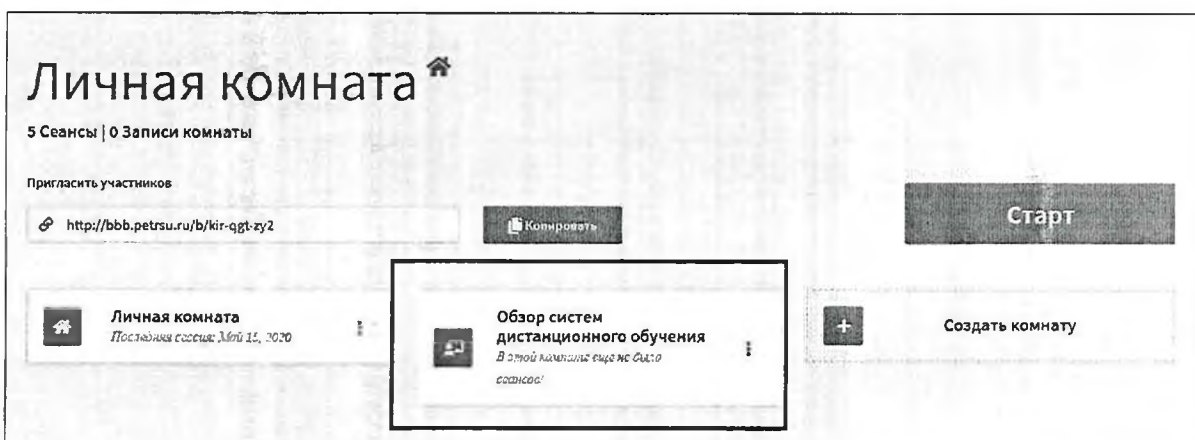 Личная комната
5 Сеансы | 0 Записи комнаты
Пригласить участников
http://bbb.petrsu.ru/b/kir-qgt-zy2
Копировать
Старт
Личная комната
Последняя сессия: Май 15, 2020
Обзор систем
дистанционного обучения
В этой комнате еще не было
сеансов!
Создать комнату